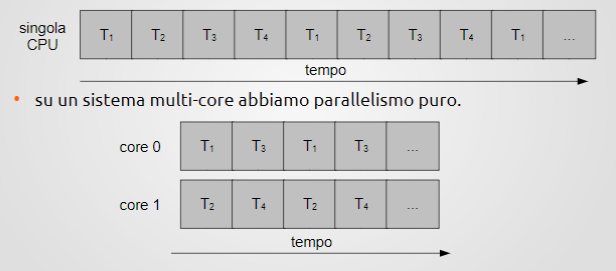 singola CPU T1 T2 T3 T4 T1 T2 T3 T4 T1 ...
tempo
• su un sistema multi-core abbiamo parallelismo puro.
core 0 T1 T3 T1 T3 ...
core 1 T2 T4 T2 T4 ...
tempo